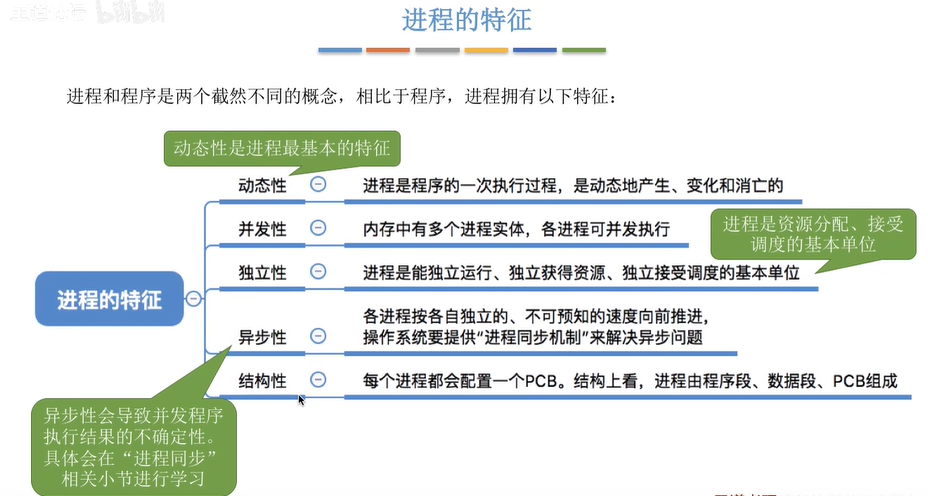 进程的特征
进程和程序是两个截然不同的概念，相比于程序，进程拥有以下特征：
动态性是进程最基本的特征
动态性
进程是程序的一次执行过程，是动态地产生、变化和消亡的
并发性
内存中有多个进程实体，各进程可并发执行
进程是资源分配、接受
调度的基本单位
独立性
进程是能独立运行、独立获得资源、独立接受调度的基本单位
进程的特征
异步性
各进程按各自独立的、不可预知的速度向前推进，
操作系统要提供“进程同步机制”来解决异步问题
结构性
每个进程都会配置一个PCB。结构上看，进程由程序段、数据段、PCB组成
异步性会导致并发程序
执行结果的不确定性。
具体会在“进程同步”
相关小节进行学习